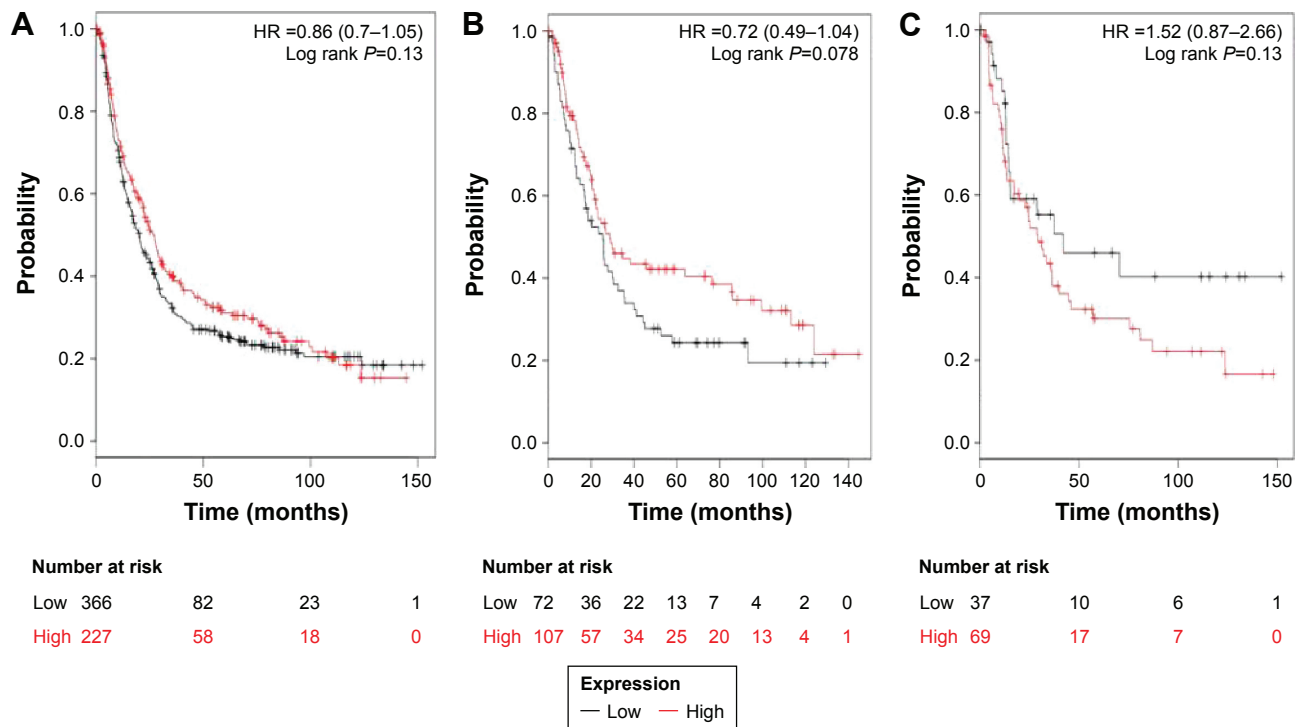 A
HR =0.86 (0.7–1.05)
Log rank P=0.13
Probability
1.0
0.8
0.6
0.4
0.2
0.0
0 50 100 150
Time (months)
Number at risk
Low 366 82 23 1
High 227 58 18 0
B
HR =0.72 (0.49–1.04)
Log rank P=0.078
Probability
1.0
0.8
0.6
0.4
0.2
0.0
0 20 40 60 80 100 120 140
Time (months)
Number at risk
Low 72 36 22 13 7 4 2 0
High 107 57 34 25 20 13 4 1
C
HR =1.52 (0.87–2.66)
Log rank P=0.13
Probability
1.0
0.8
0.6
0.4
0.2
0.0
0 50 100 150
Time (months)
Number at risk
Low 37 10 6 1
High 69 17 7 0
Expression
Low High